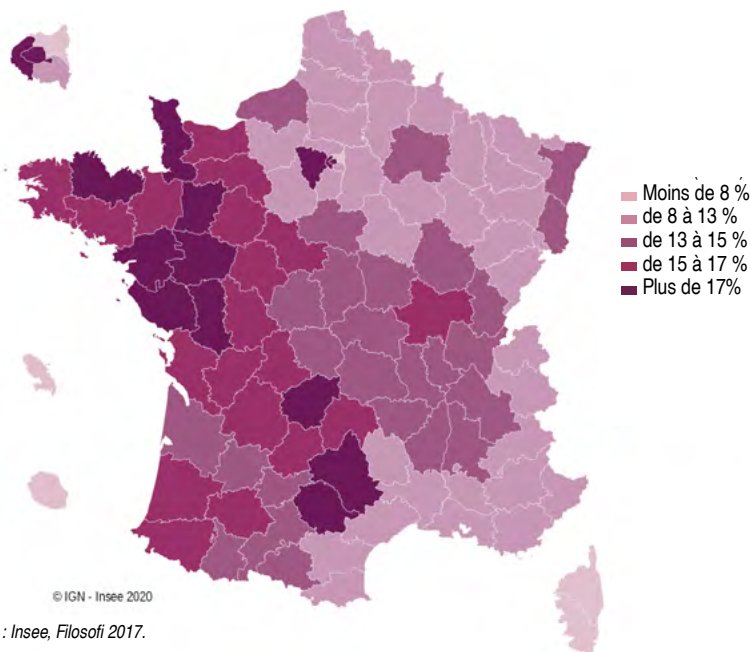 Moins de 8 %
de 8 à 13 %
de 13 à 15 %
de 15 à 17 %
Plus de 17%
© IGN - Insee 2020
: Insee, Filosofi 2017.